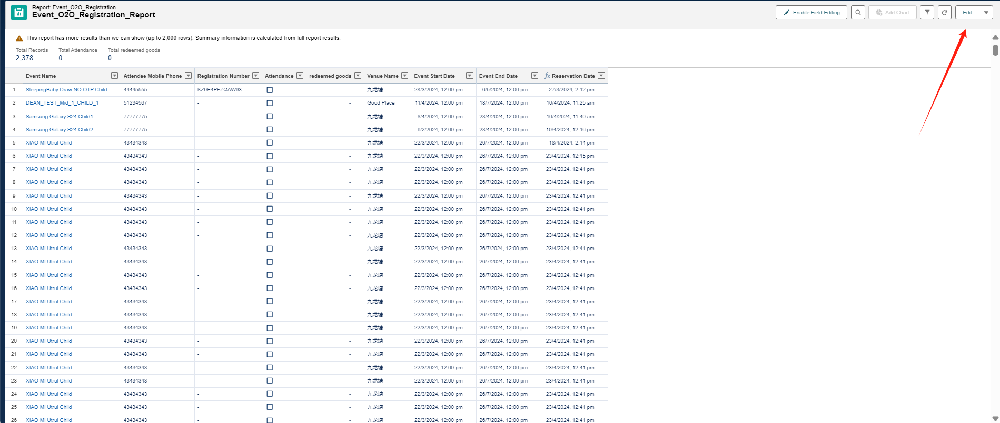 Report: Event_O2O_Registration
Event_O2O_Registration_Report
Enable Field Editing
Add Chart
Edit
This report has more results than we can show (up to 2,000 rows). Summary information is calculated from full report results.
Total Records Total Attendance Total redeemed goods
2,378 0 0
Event Name Attendee Mobile Phone Registration Number Attendance redeemed goods Venue Name Event Start Date Event End Date fx Reservation Date
1 SleepingBaby Draw NO OTP Child 44445555 KZ9E4PFZQAW93 - 九龙塘 28/3/2024, 12:00 pm 6/5/2024, 12:00 pm 27/3/2024, 2:12 pm
2 DEAN_TEST_Mid_1_CHILD_1 51234567 - - Good Place 11/4/2024, 12:00 pm 18/7/2024, 12:00 pm 10/4/2024, 11:25 am
3 Samsung Galaxy S24 Child1 77777775 - - 九龙塘 8/4/2024, 12:00 pm 23/4/2024, 12:00 pm 10/4/2024, 11:40 am
4 Samsung Galaxy S24 Child2 77777775 - - 九龙塘 9/2/2024, 12:00 pm 23/4/2024, 12:00 pm 10/4/2024, 12:16 pm
5 XIAO MI Utrul Child 43434343 - - 九龙塘 22/3/2024, 12:00 pm 26/7/2024, 12:00 pm 18/4/2024, 2:14 pm
6 XIAO MI Utrul Child 43434343 - - 九龙塘 22/3/2024, 12:00 pm 26/7/2024, 12:00 pm 23/4/2024, 12:15 pm
7 XIAO MI Utrul Child 43434343 - - 九龙塘 22/3/2024, 12:00 pm 26/7/2024, 12:00 pm 23/4/2024, 12:41 pm
8 XIAO MI Utrul Child 43434343 - - 九龙塘 22/3/2024, 12:00 pm 26/7/2024, 12:00 pm 23/4/2024, 12:41 pm
9 XIAO MI Utrul Child 43434343 - - 九龙塘 22/3/2024, 12:00 pm 26/7/2024, 12:00 pm 23/4/2024, 12:41 pm
10 XIAO MI Utrul Child 43434343 - - 九龙塘 22/3/2024, 12:00 pm 26/7/2024, 12:00 pm 23/4/2024, 12:41 pm
11 XIAO MI Utrul Child 43434343 - - 九龙塘 22/3/2024, 12:00 pm 26/7/2024, 12:00 pm 23/4/2024, 12:41 pm
12 XIAO MI Utrul Child 43434343 - - 九龙塘 22/3/2024, 12:00 pm 26/7/2024, 12:00 pm 23/4/2024, 12:41 pm
13 XIAO MI Utrul Child 43434343 - - 九龙塘 22/3/2024, 12:00 pm 26/7/2024, 12:00 pm 23/4/2024, 12:41 pm
14 XIAO MI Utrul Child 43434343 - - 九龙塘 22/3/2024, 12:00 pm 26/7/2024, 12:00 pm 23/4/2024, 12:41 pm
15 XIAO MI Utrul Child 43434343 - - 九龙塘 22/3/2024, 12:00 pm 26/7/2024, 12:00 pm 23/4/2024, 12:41 pm
16 XIAO MI Utrul Child 43434343 - - 九龙塘 22/3/2024, 12:00 pm 26/7/2024, 12:00 pm 23/4/2024, 12:41 pm
17 XIAO MI Utrul Child 43434343 - - 九龙塘 22/3/2024, 12:00 pm 26/7/2024, 12:00 pm 23/4/2024, 12:41 pm
18 XIAO MI Utrul Child 43434343 - - 九龙塘 22/3/2024, 12:00 pm 26/7/2024, 12:00 pm 23/4/2024, 12:41 pm
19 XIAO MI Utrul Child 43434343 - - 九龙塘 22/3/2024, 12:00 pm 26/7/2024, 12:00 pm 23/4/2024, 12:41 pm
20 XIAO MI Utrul Child 43434343 - - 九龙塘 22/3/2024, 12:00 pm 26/7/2024, 12:00 pm 23/4/2024, 12:41 pm
21 XIAO MI Utrul Child 43434343 - - 九龙塘 22/3/2024, 12:00 pm 26/7/2024, 12:00 pm 23/4/2024, 12:41 pm
22 XIAO MI Utrul Child 43434343 - - 九龙塘 22/3/2024, 12:00 pm 26/7/2024, 12:00 pm 23/4/2024, 12:41 pm
23 XIAO MI Utrul Child 43434343 - - 九龙塘 22/3/2024, 12:00 pm 26/7/2024, 12:00 pm 23/4/2024, 12:41 pm
24 XIAO MI Utrul Child 43434343 - - 九龙塘 22/3/2024, 12:00 pm 26/7/2024, 12:00 pm 23/4/2024, 12:41 pm
25 XIAO MI Utrul Child 43434343 - - 九龙塘 22/3/2024, 12:00 pm 26/7/2024, 12:00 pm 23/4/2024, 12:41 pm
26 XIAO MI Utrul Child 43434343 - - 九龙塘 22/3/2024, 12:00 pm 26/7/2024, 12:00 pm 23/4/2024, 12:41 pm